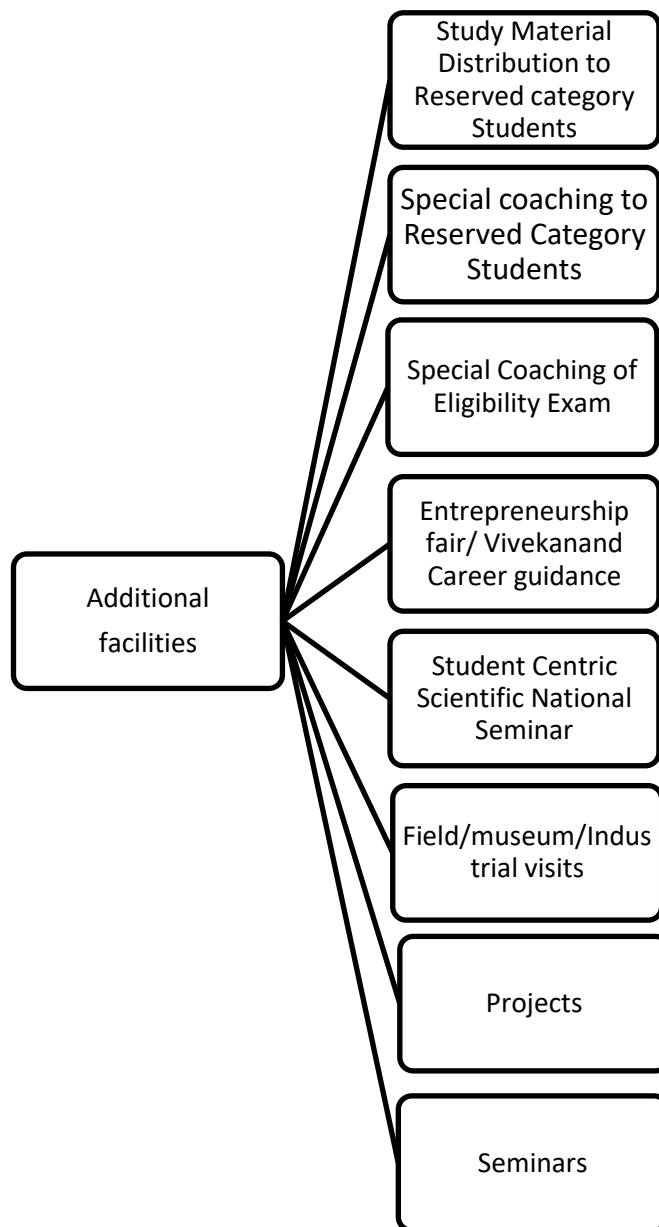 Study Material
Distribution to
Reserved category
Students
Special coaching to
Reserved Category
Students
Special Coaching of
Eligibility Exam
Entrepreneurship
fair/ Vivekanand
Career guidance
Additional
facilities
Student Centric
Scientific National
Seminar
Field/museum/Indus
trial visits
Projects
Seminars